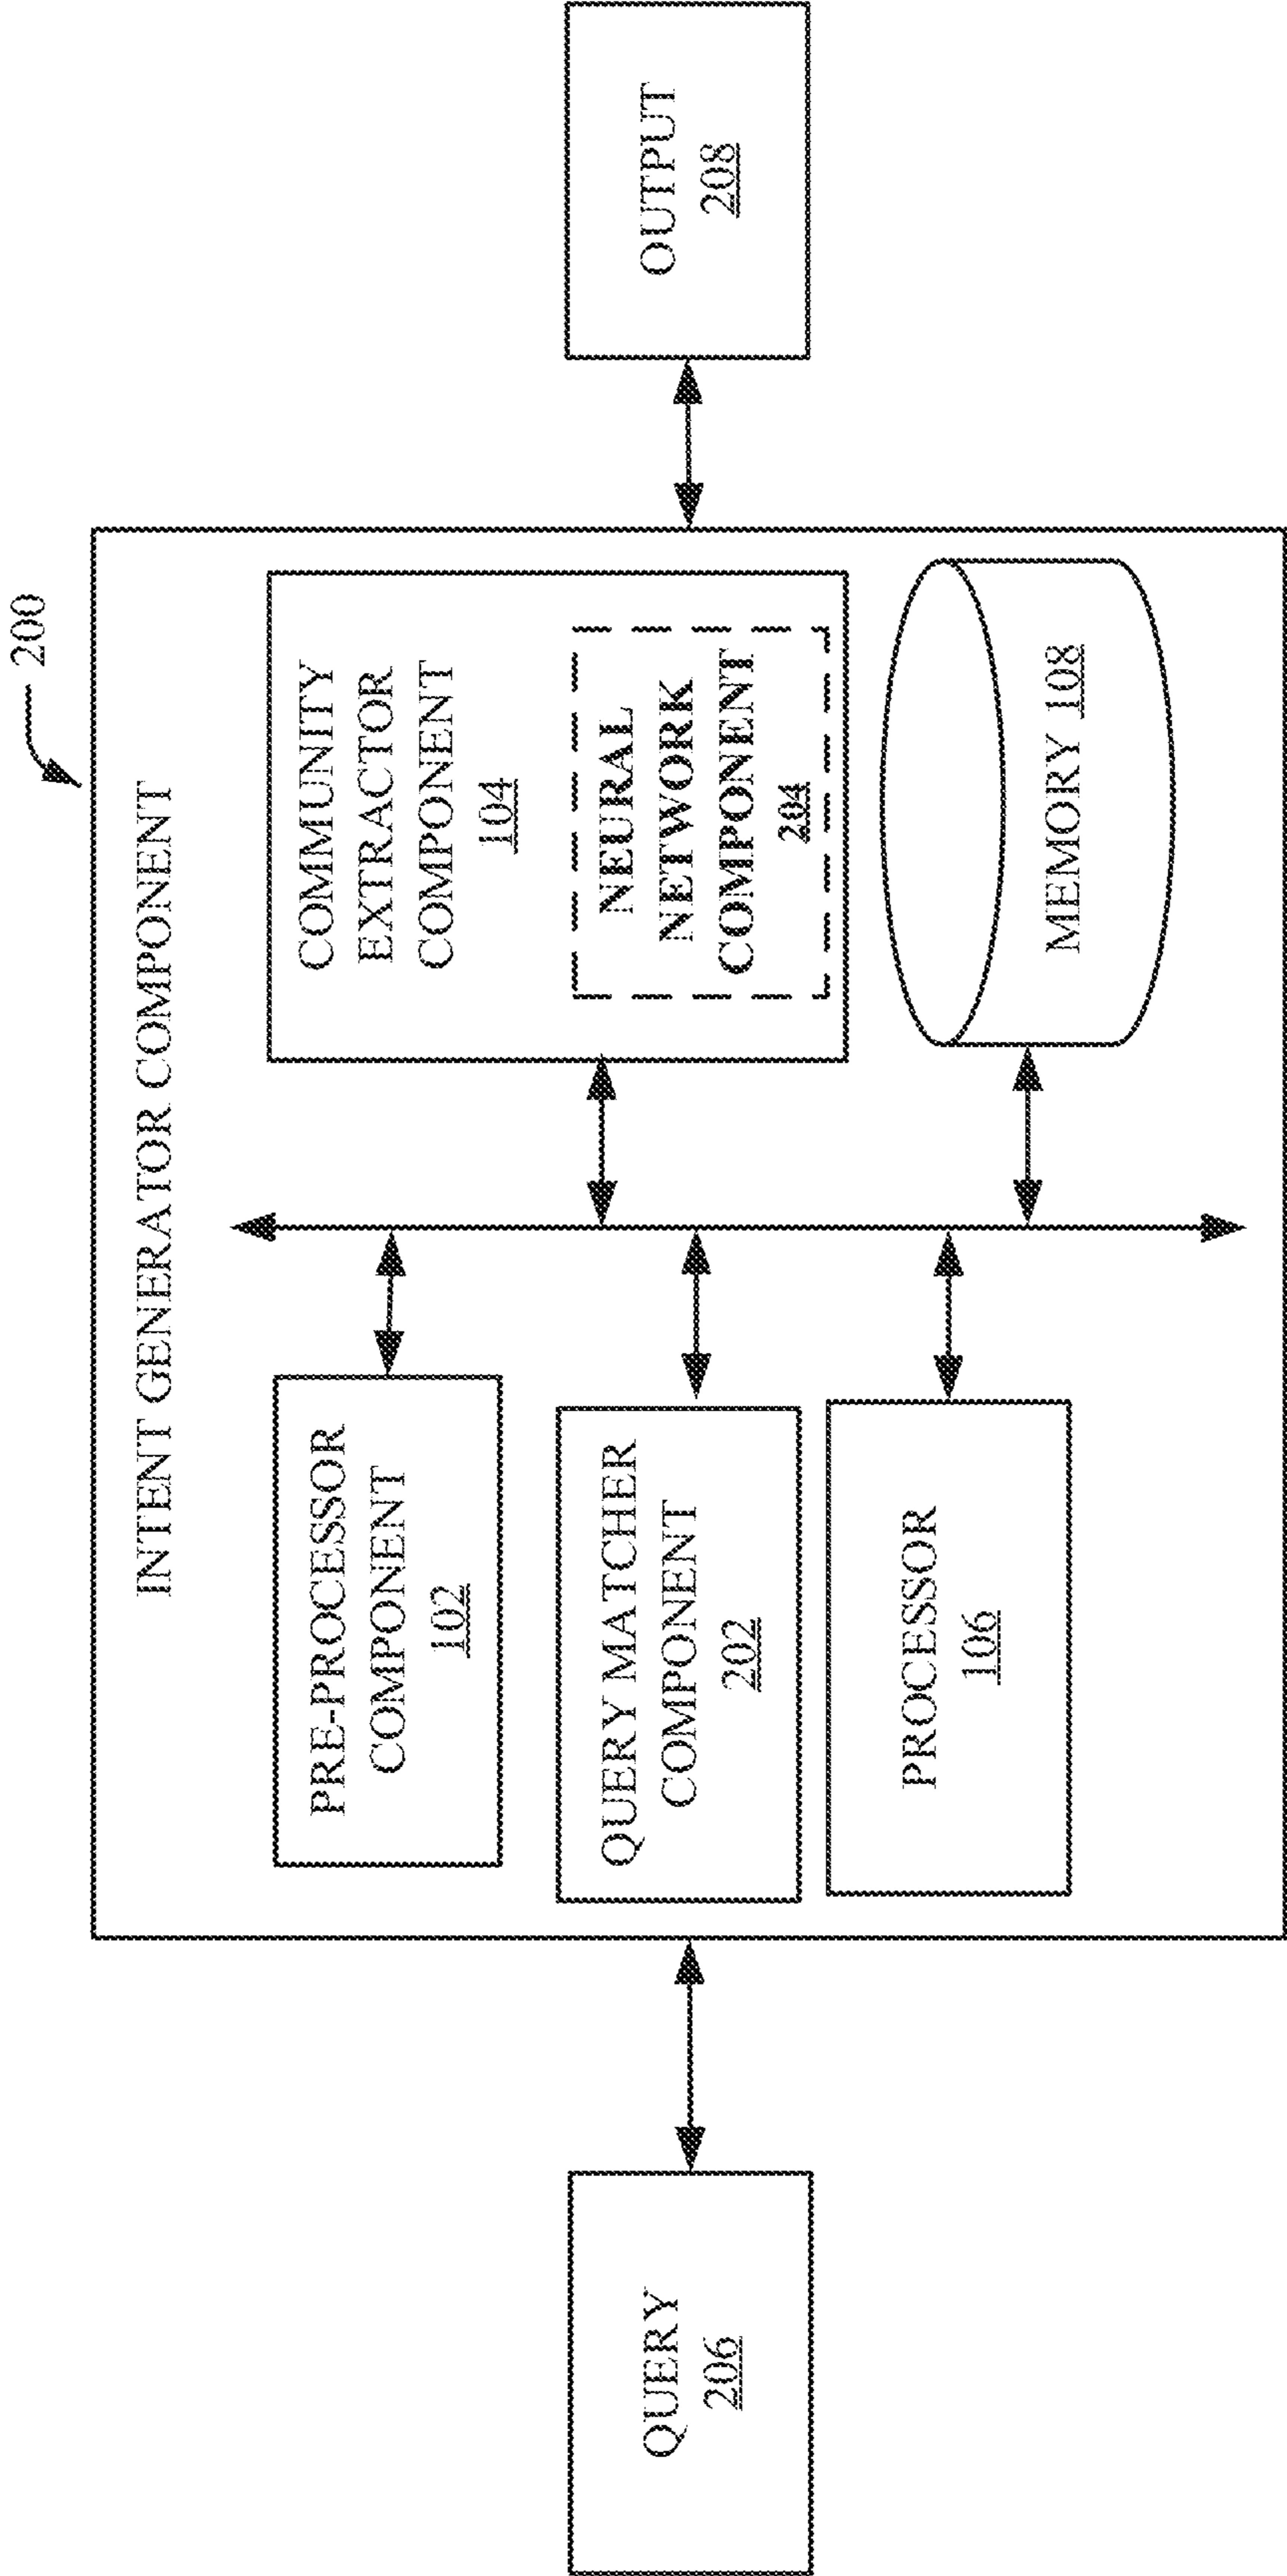 200
INTENT GENERATOR COMPONENT
PRE-PROCESSOR
COMPONENT
102
COMMUNITY
EXTRACTOR
COMPONENT
104
NEURAL
NETWORK
COMPONENT
204
QUERY
206
QUERY MATCHER
COMPONENT
202
OUTPUT
208
PROCESSOR
106
MEMORY 108